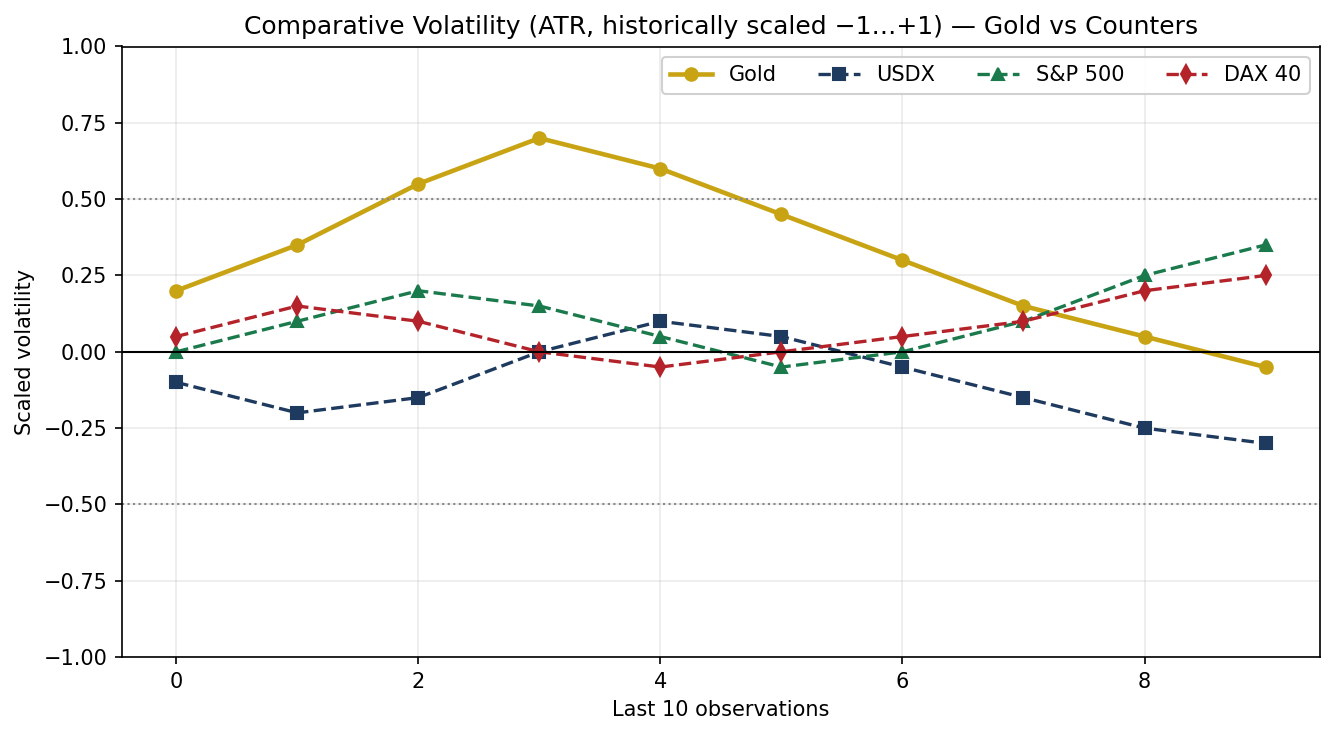 Comparative Volatility (ATR, historically scaled −1…+1) — Gold vs Counters
Gold USDX S&P 500 DAX 40
1.00
0.75
0.50
0.25
0.00
−0.25
−0.50
−0.75
−1.00
Scaled volatility
0 2 4 6 8
Last 10 observations